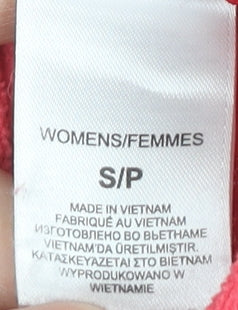 WOMENS/FEMMES
S/P
MADE IN VIETNAM
FABRIQUÉ AU VIETNAM
ИЗГОТОВЛЕНО ВО ВЬЕТНАМЕ
VIETNAM'DA ÜRETILMIŞTIR.
ΚΑΤΑΣΚΕΥΑΖΕΤΑΙ ΣΤΟ ΒΙΕΤΝΑΜ
WYPRODUKOWANO W
WIETNAMIE